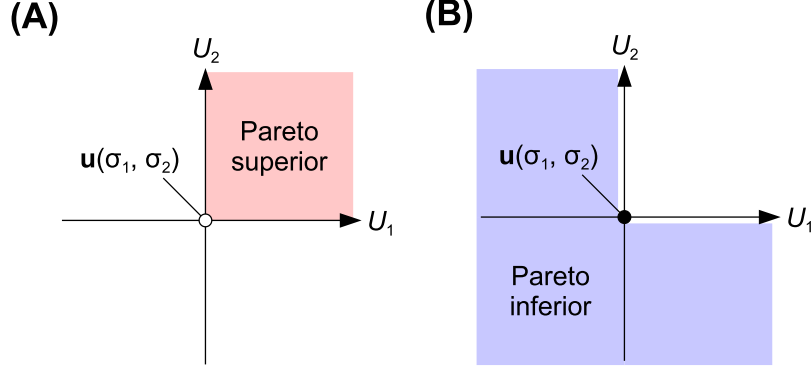 (A)
U₂
Pareto
superior
u(σ₁, σ₂)
U₁
(B)
U₂
u(σ₁, σ₂)
U₁
Pareto
inferior